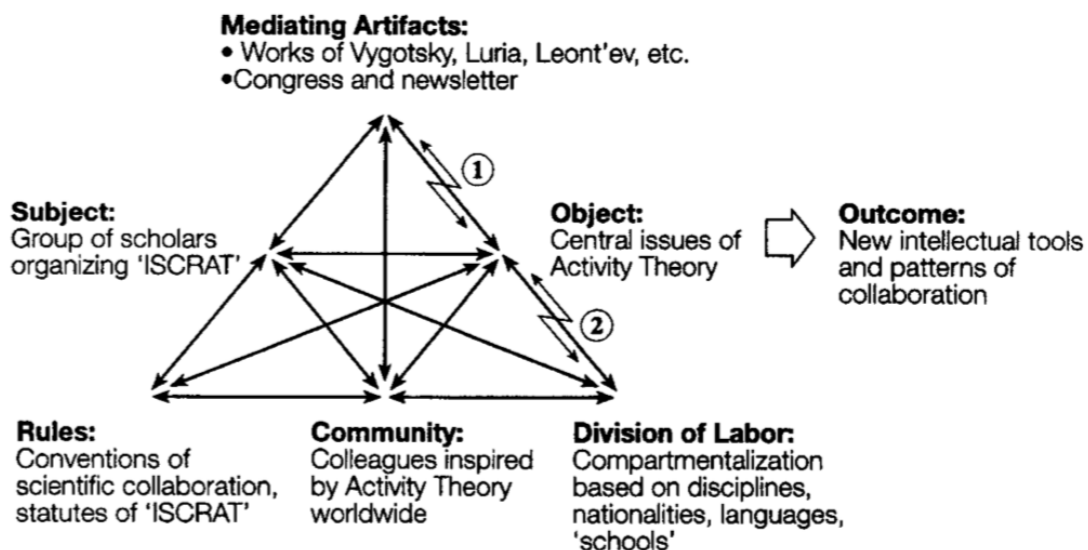 Mediating Artifacts:
• Works of Vygotsky, Luria, Leont'ev, etc.
•Congress and newsletter
1
Subject:
Group of scholars
organizing 'ISCRAT'
Object:
Central issues of
Activity Theory
Outcome:
New intellectual tools
and patterns of
collaboration
2
Rules:
Conventions of
scientific collaboration,
statutes of 'ISCRAT'
Community:
Colleagues inspired
by Activity Theory
worldwide
Division of Labor:
Compartmentalization
based on disciplines,
nationalities, languages,
'schools'